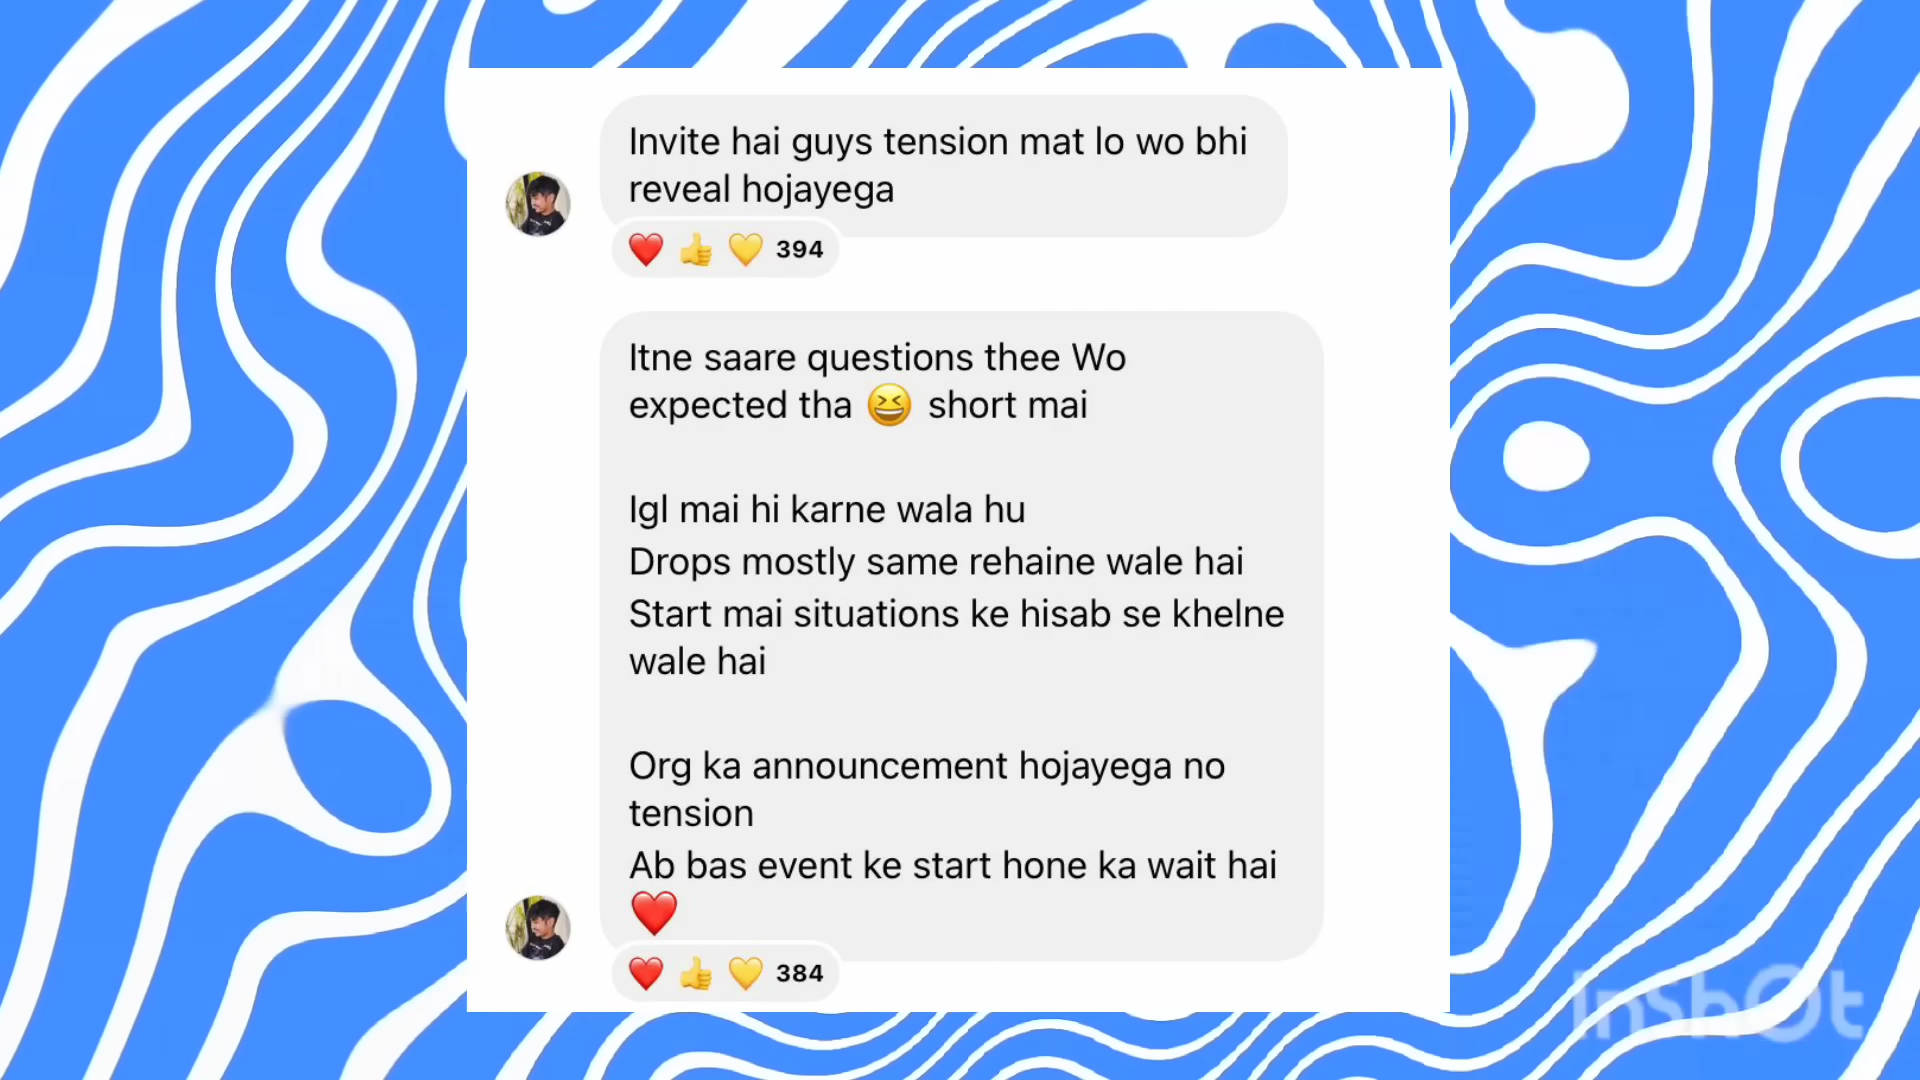 Invite hai guys tension mat lo wo bhi
reveal hojayega
❤️ 👍 💛 394
Itne saare questions thee Wo
expected tha 😆 short mai
Igl mai hi karne wala hu
Drops mostly same rehaine wale hai
Start mai situations ke hisab se khelne
wale hai
Org ka announcement hojayega no
tension
Ab bas event ke start hone ka wait hai
❤️
❤️ 👍 💛 384
InShOt